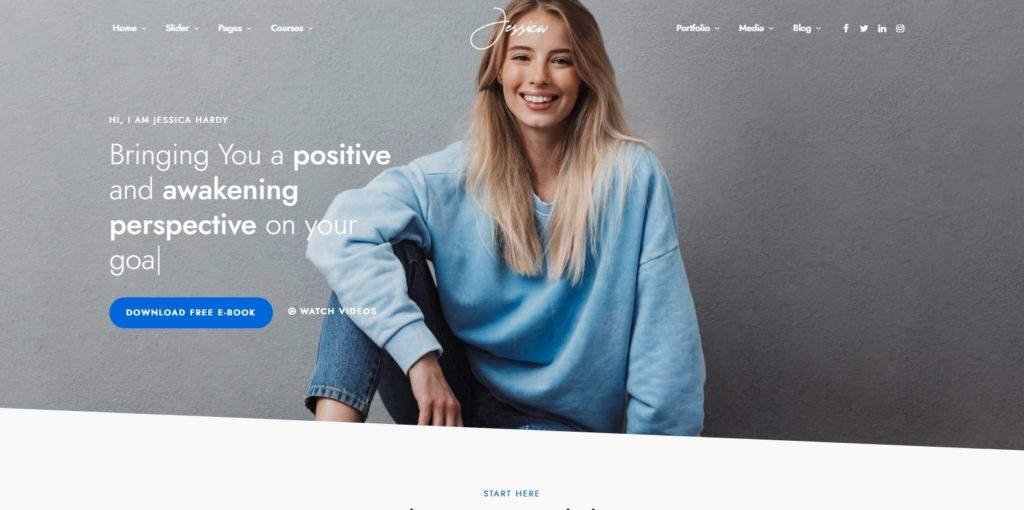 Home Slider Pages Courses Jessica Portfolio Media Blog
HI, I AM JESSICA HARDY
Bringing You a positive
and awakening
perspective on your
goa|
DOWNLOAD FREE E-BOOK WATCH VIDEOS
START HERE